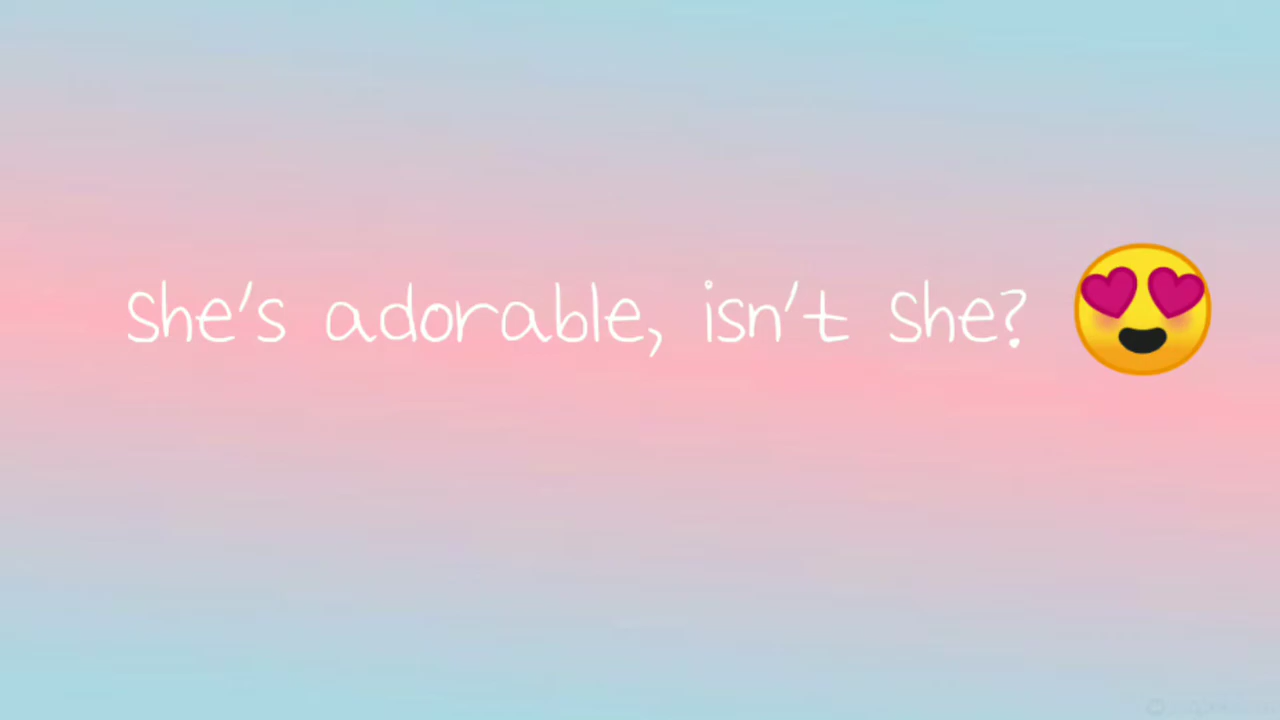 she's adorable, isn't she? 😍